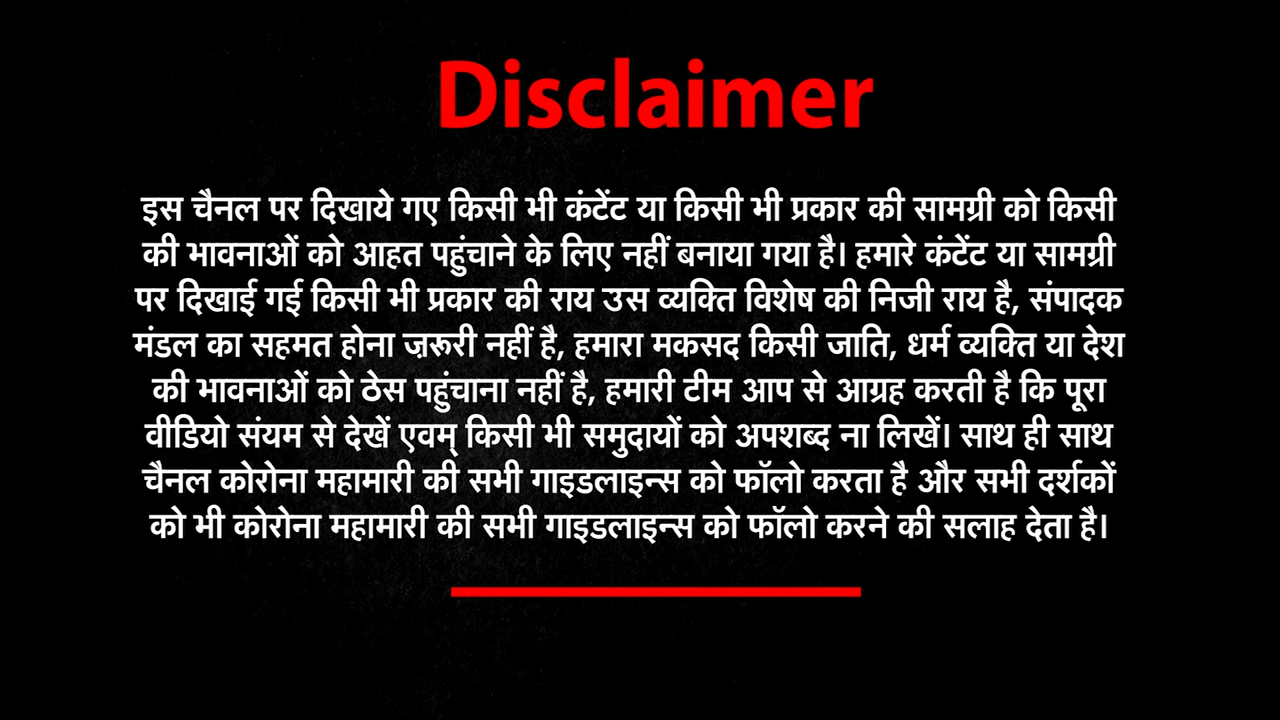 Disclaimer
इस चैनल पर दिखाये गए किसी भी कंटेंट या किसी भी प्रकार की सामग्री को किसी
की भावनाओं को आहत पहुंचाने के लिए नहीं बनाया गया है। हमारे कंटेंट या सामग्री
पर दिखाई गई किसी भी प्रकार की राय उस व्यक्ति विशेष की निजी राय है, संपादक
मंडल का सहमत होना ज़रूरी नहीं है, हमारा मकसद किसी जाति, धर्म व्यक्ति या देश
की भावनाओं को ठेस पहुंचाना नहीं है, हमारी टीम आप से आग्रह करती है कि पूरा
वीडियो संयम से देखें एवम् किसी भी समुदायों को अपशब्द ना लिखें। साथ ही साथ
चैनल कोरोना महामारी की सभी गाइडलाइन्स को फॉलो करता है और सभी दर्शकों
को भी कोरोना महामारी की सभी गाइडलाइन्स को फॉलो करने की सलाह देता है।